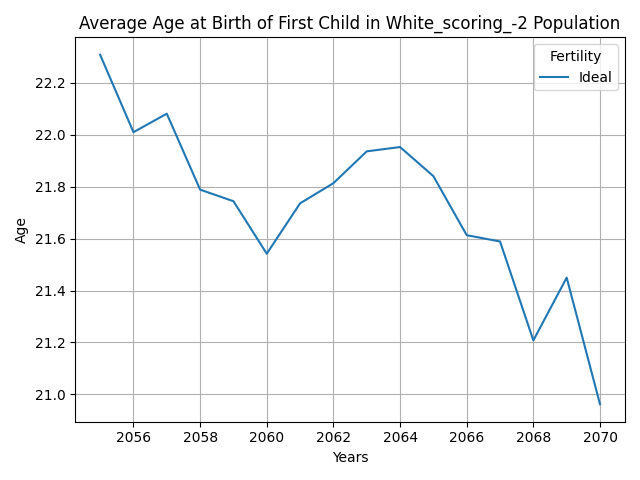 Average Age at Birth of First Child in White_scoring_-2 Population
Fertility
Ideal
Age
22.2
22.0
21.8
21.6
21.4
21.2
21.0
2056 2058 2060 2062 2064 2066 2068 2070
Years